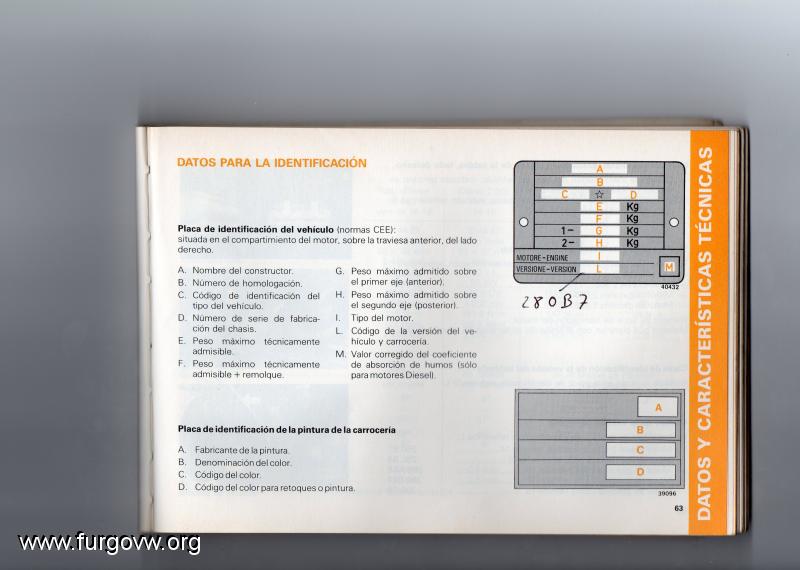 DATOS PARA LA IDENTIFICACIÓN
Placa de identificación del vehículo (normas CEE):
situada en el compartimiento del motor, sobre la traviesa anterior, del lado
derecho.
A. Nombre del constructor.
B. Número de homologación.
C. Código de identificación del
tipo del vehículo.
D. Número de serie de fabrica-
ción del chasis.
E. Peso máximo técnicamente
admisible.
F. Peso máximo técnicamente
admisible + remolque.
G. Peso máximo admitido sobre
el primer eje (anterior).
H. Peso máximo admitido sobre
el segundo eje (posterior).
I. Tipo del motor.
L. Código de la versión del ve-
hículo y carrocería.
M. Valor corregido del coeficiente
de absorción de humos (sólo
para motores Diesel).
A
B
C ☆ D
E Kg
F Kg
1- G Kg
2- H Kg
MOTORE-ENGINE I
VERSIONE-VERSION L
M
40432
280B7
Placa de identificación de la pintura de la carrocería
A. Fabricante de la pintura.
B. Denominación del color.
C. Código del color.
D. Código del color para retoques o pintura.
A
B
C
D
39096
63
DATOS Y CARACTERÍSTICAS TÉCNICAS
www.furgovw.org